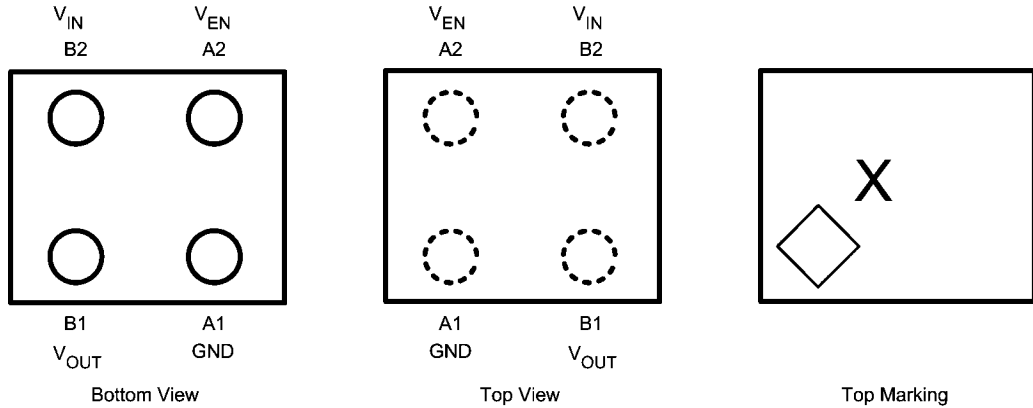 V_IN V_EN V_EN V_IN
B2 A2 A2 B2
X
B1 A1 A1 B1
V_OUT GND GND V_OUT
Bottom View Top View Top Marking